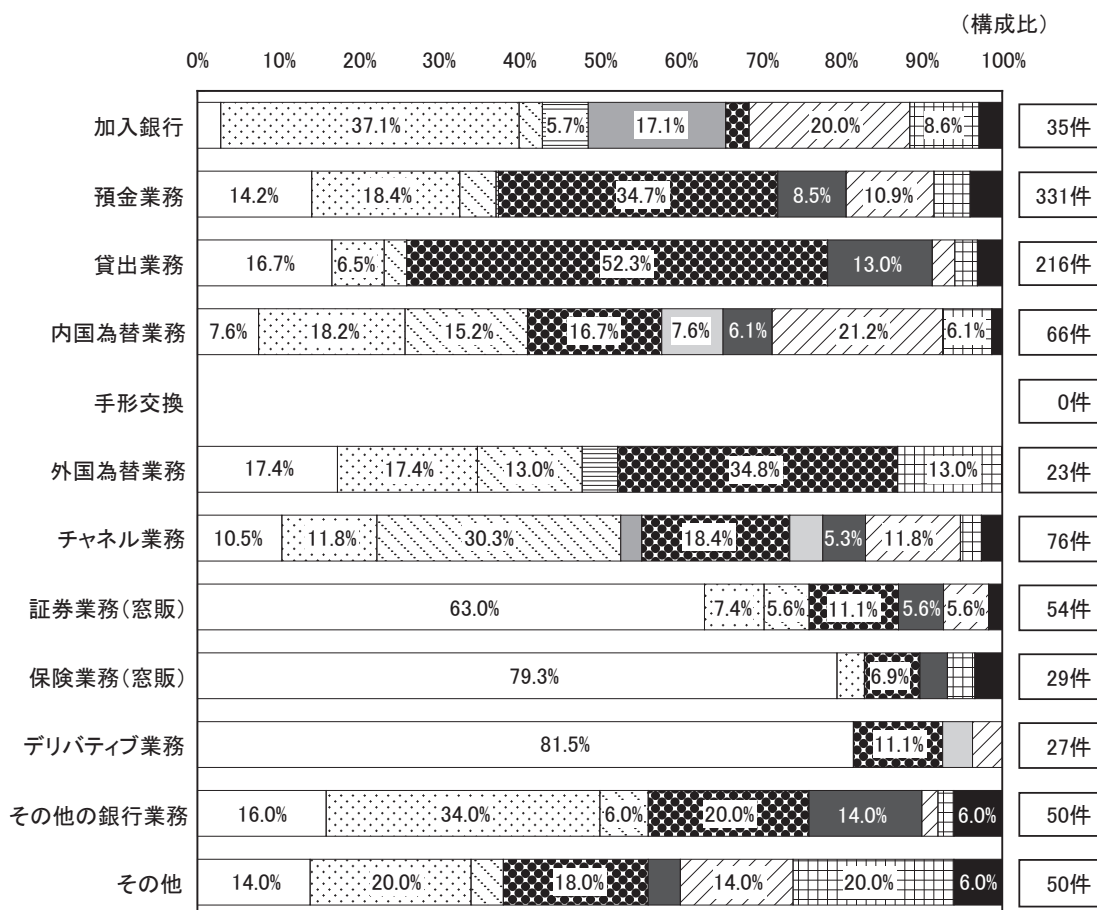 (構成比)
0% 10% 20% 30% 40% 50% 60% 70% 80% 90% 100%
加入銀行 37.1% 5.7% 17.1% 20.0% 8.6% 35件
預金業務 14.2% 18.4% 34.7% 8.5% 10.9% 331件
貸出業務 16.7% 6.5% 52.3% 13.0% 216件
内国為替業務 7.6% 18.2% 15.2% 16.7% 7.6% 6.1% 21.2% 6.1% 66件
手形交換 0件
外国為替業務 17.4% 17.4% 13.0% 34.8% 13.0% 23件
チャネル業務 10.5% 11.8% 30.3% 18.4% 5.3% 11.8% 76件
証券業務(窓販) 63.0% 7.4% 5.6% 11.1% 5.6% 5.6% 54件
保険業務(窓販) 79.3% 6.9% 29件
デリバティブ業務 81.5% 11.1% 27件
その他の銀行業務 16.0% 34.0% 6.0% 20.0% 14.0% 6.0% 50件
その他 14.0% 20.0% 18.0% 14.0% 20.0% 6.0% 50件